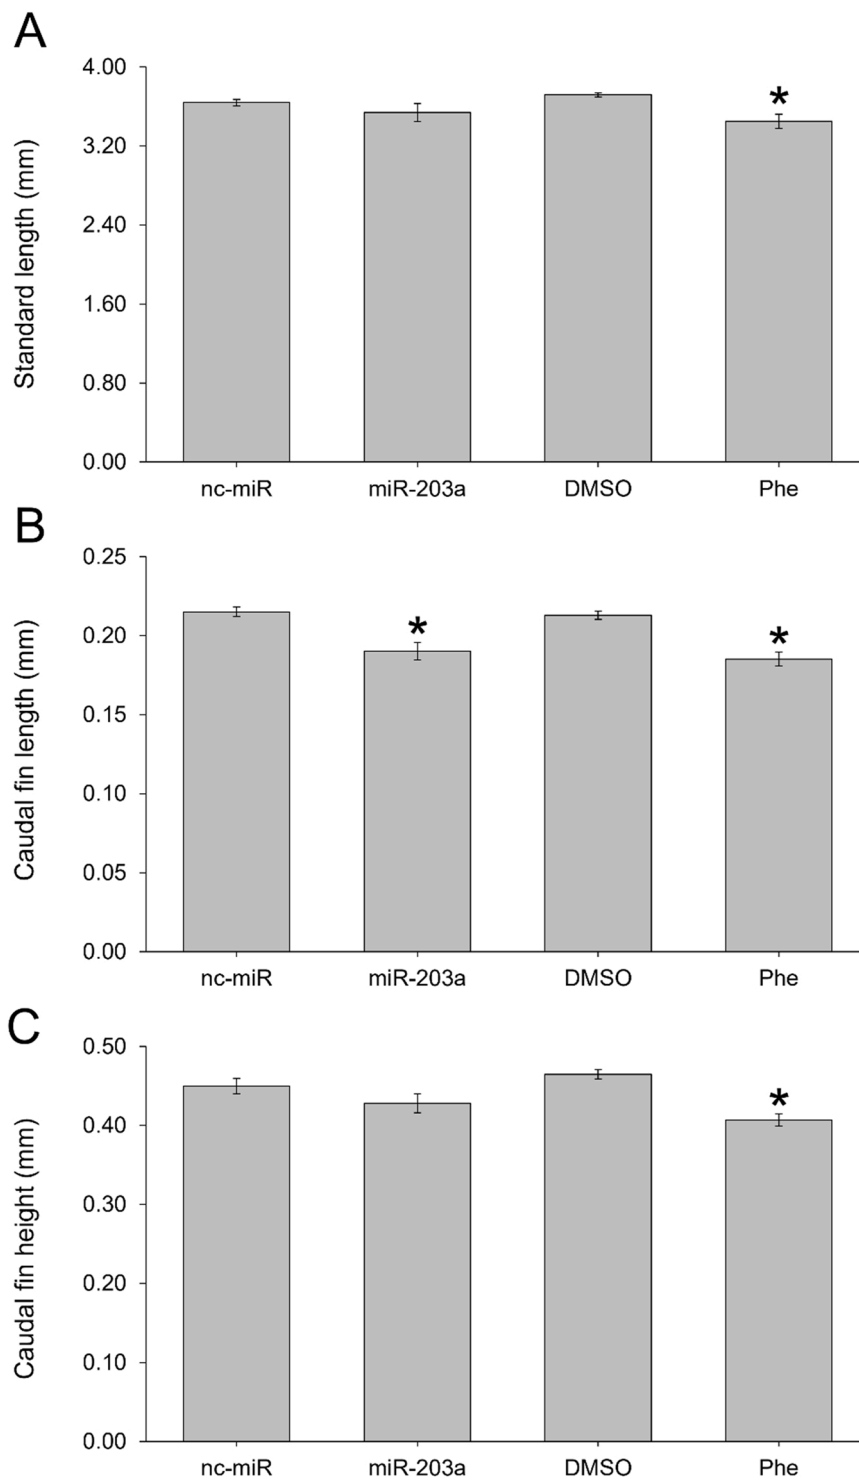 A
Standard length (mm)
4.00
3.20
2.40
1.60
0.80
0.00
*
nc-miR miR-203a DMSO Phe
B
Caudal fin length (mm)
0.25
0.20
0.15
0.10
0.05
0.00
* *
nc-miR miR-203a DMSO Phe
C
Caudal fin height (mm)
0.50
0.40
0.30
0.20
0.10
0.00
*
nc-miR miR-203a DMSO Phe